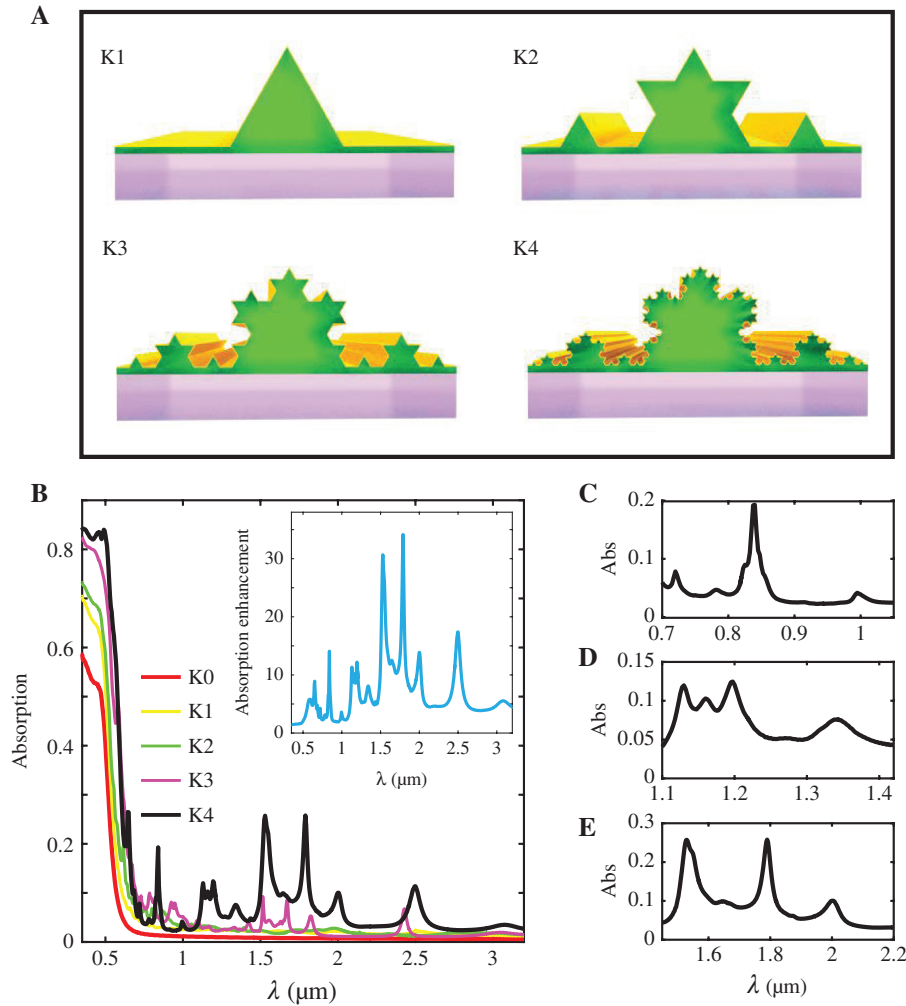 A
K1
K2
K3
K4
B
Absorption
0.8
0.6
0.4
0.2
0
0.5
1
1.5
2
2.5
3
λ (µm)
K0
K1
K2
K3
K4
Absorption enhancement
30
20
10
0
0.5
1
1.5
2
2.5
3
λ (µm)
C
Abs
0.2
0.1
0
0.7
0.8
0.9
1
D
Abs
0.15
0.10
0.05
0
1.1
1.2
1.3
1.4
E
Abs
0.3
0.2
0.1
0
1.6
1.8
2.0
2.2
λ (µm)